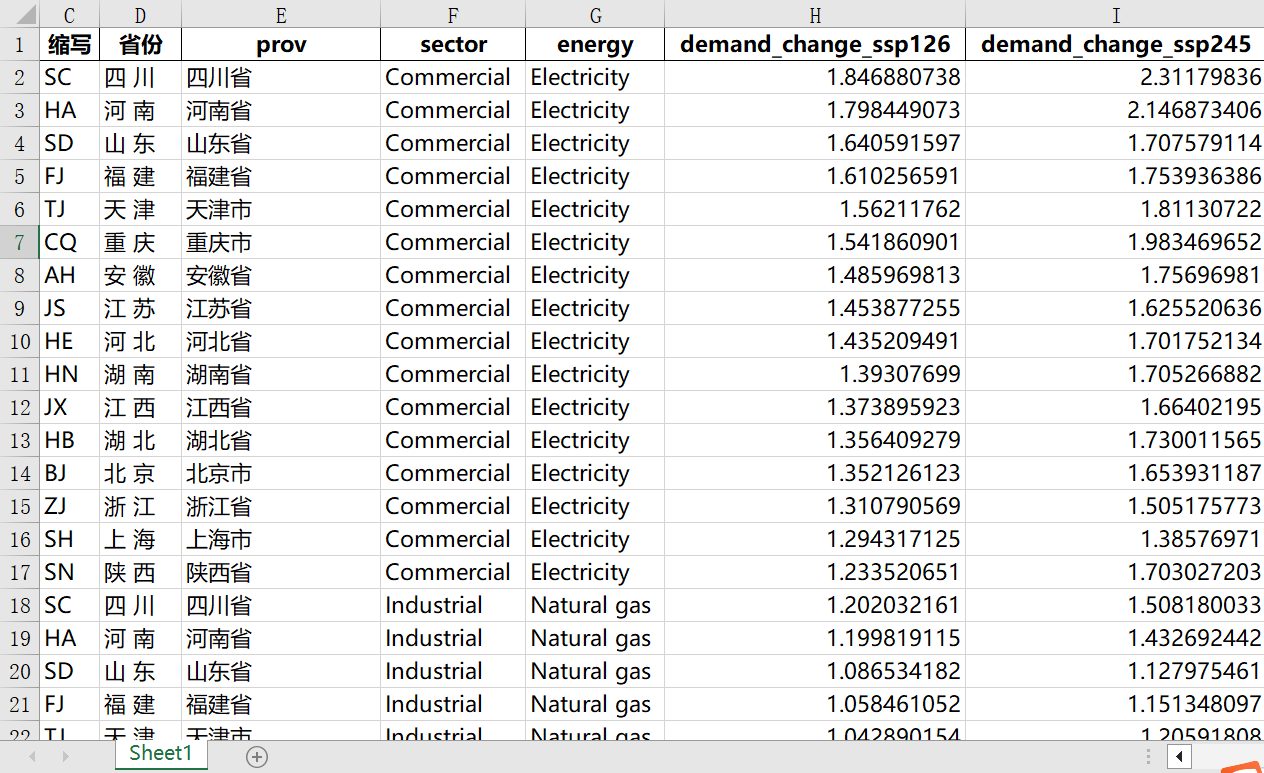 C D E F G H I
1 缩写 省份 prov sector energy demand_change_ssp126 demand_change_ssp245
2 SC 四 川 四川省 Commercial Electricity 1.846880738 2.31179836
3 HA 河 南 河南省 Commercial Electricity 1.798449073 2.146873406
4 SD 山 东 山东省 Commercial Electricity 1.640591597 1.707579114
5 FJ 福 建 福建省 Commercial Electricity 1.610256591 1.753936386
6 TJ 天 津 天津市 Commercial Electricity 1.56211762 1.81130722
7 CQ 重 庆 重庆市 Commercial Electricity 1.541860901 1.983469652
8 AH 安 徽 安徽省 Commercial Electricity 1.485969813 1.75696981
9 JS 江 苏 江苏省 Commercial Electricity 1.453877255 1.625520636
10 HE 河 北 河北省 Commercial Electricity 1.435209491 1.701752134
11 HN 湖 南 湖南省 Commercial Electricity 1.39307699 1.705266882
12 JX 江 西 江西省 Commercial Electricity 1.373895923 1.66402195
13 HB 湖 北 湖北省 Commercial Electricity 1.356409279 1.730011565
14 BJ 北 京 北京市 Commercial Electricity 1.352126123 1.653931187
15 ZJ 浙 江 浙江省 Commercial Electricity 1.310790569 1.505175773
16 SH 上 海 上海市 Commercial Electricity 1.294317125 1.38576971
17 SN 陕 西 陕西省 Commercial Electricity 1.233520651 1.703027203
18 SC 四 川 四川省 Industrial Natural gas 1.202032161 1.508180033
19 HA 河 南 河南省 Industrial Natural gas 1.199819115 1.432692442
20 SD 山 东 山东省 Industrial Natural gas 1.086534182 1.127975461
21 FJ 福 建 福建省 Industrial Natural gas 1.058461052 1.151348097
22 TJ 天 津 天津市 Industrial Natural gas 1.042890154 1.20591808
Sheet1